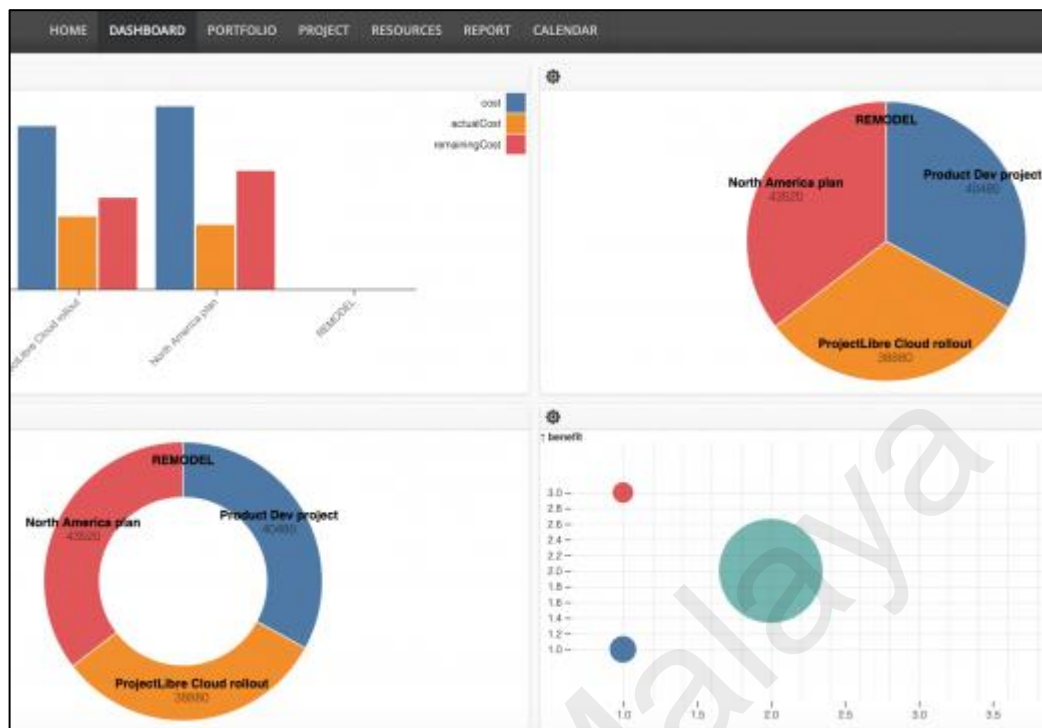 HOME DASHBOARD PORTFOLIO PROJECT RESOURCES REPORT CALENDAR
cost
actualCost
remainingCost
Cloud rollout
North America plan
REMODEL
REMODEL
Product Dev project
40480
North America plan
43520
ProjectLibre Cloud rollout
38880
REMODEL
North America plan
43520
Product Dev project
40480
ProjectLibre Cloud rollout
38880
benefit
3.0
2.8
2.6
2.4
2.2
2.0
1.8
1.6
1.4
1.2
1.0
1.0 1.5 2.0 2.5 3.0 3.5
Malaya